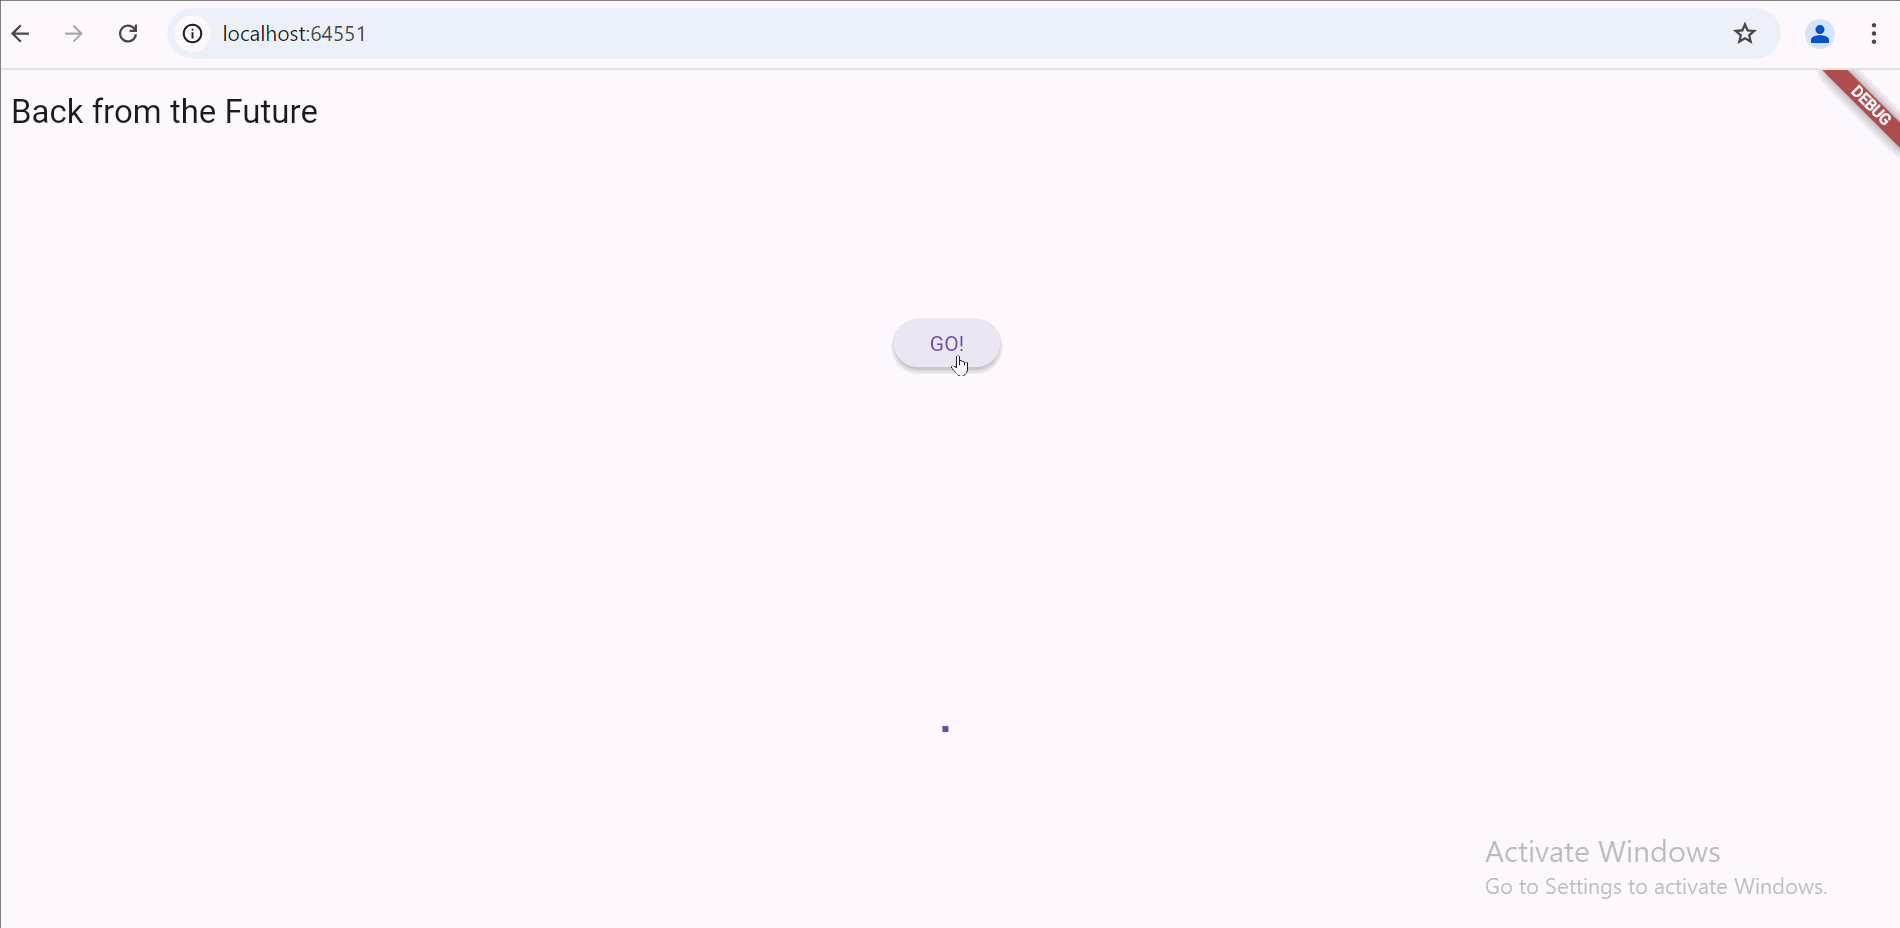 localhost:64551
Back from the Future
DEBUG
GO!
Activate Windows
Go to Settings to activate Windows.